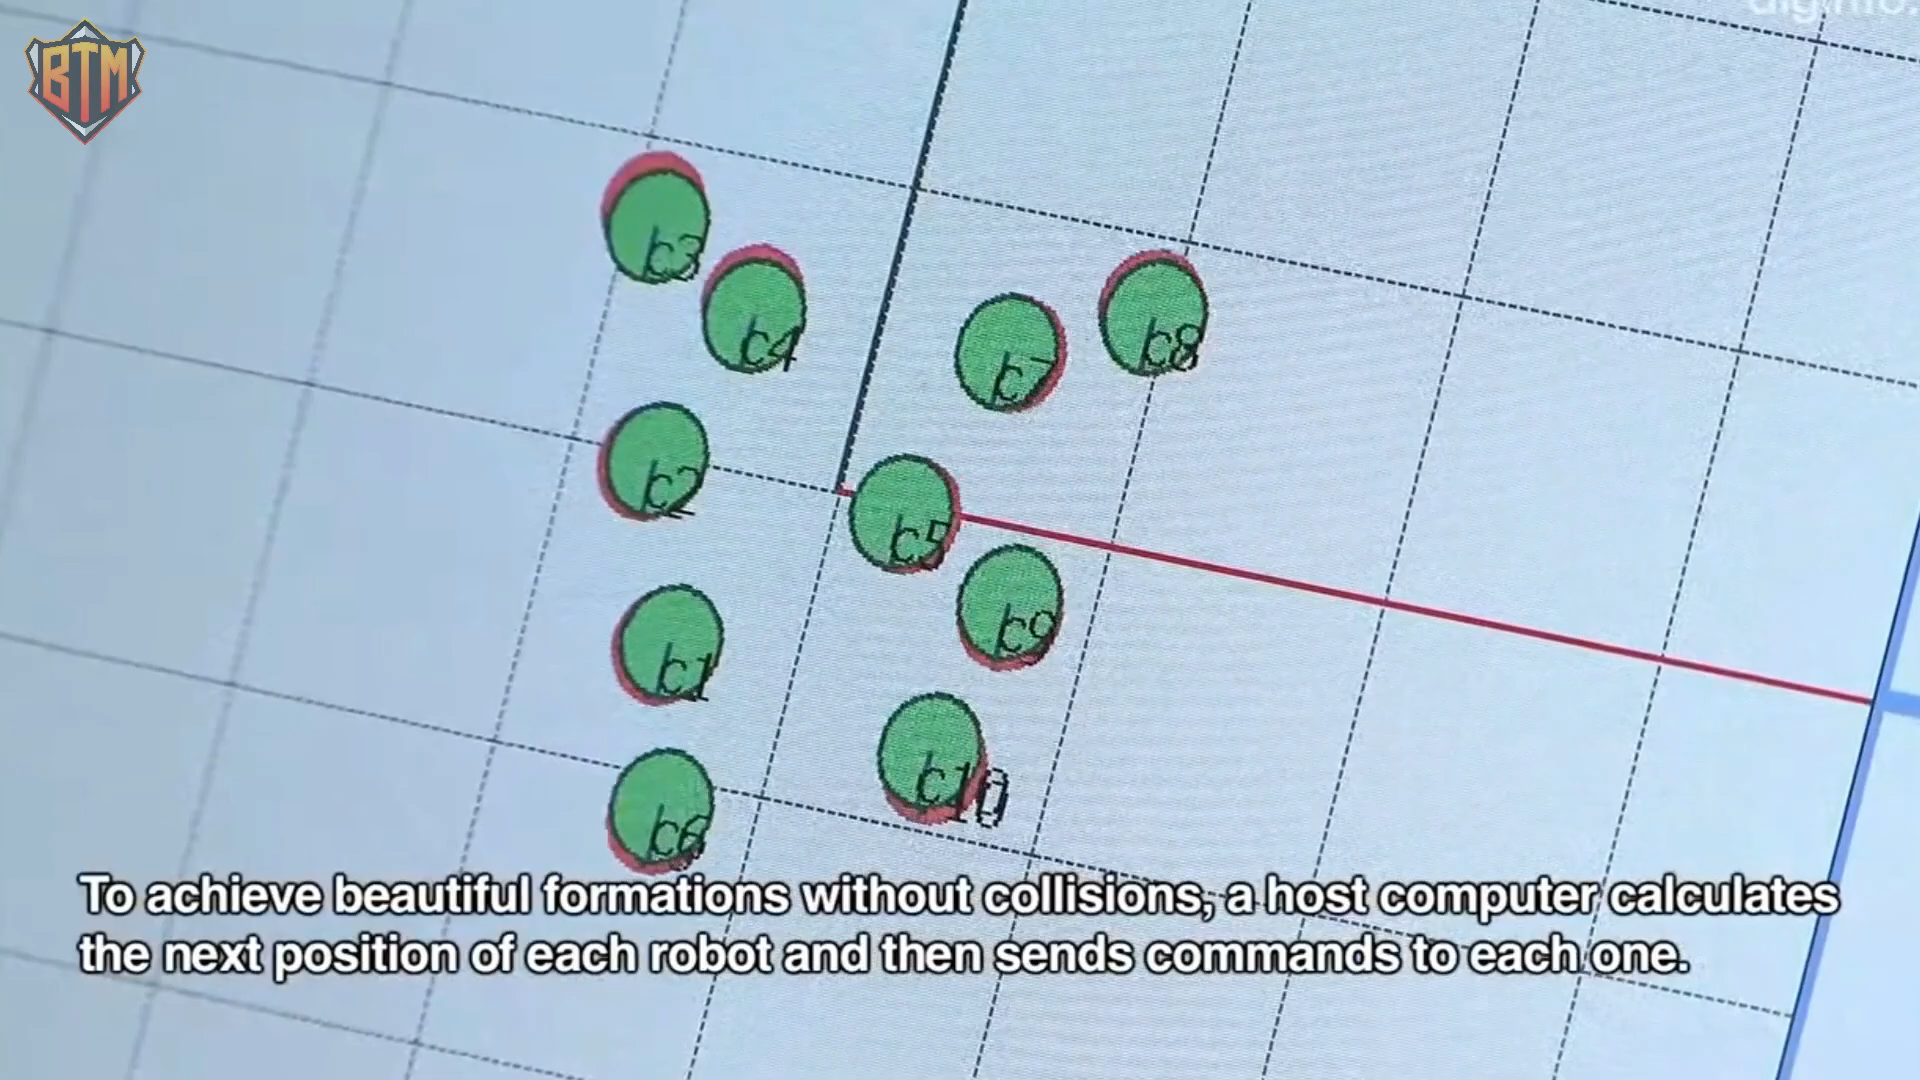 BTM
c3
c4
c8
c7
c2
c5
c9
c1
c10
c6
To achieve beautiful formations without collisions, a host computer calculates
the next position of each robot and then sends commands to each one.